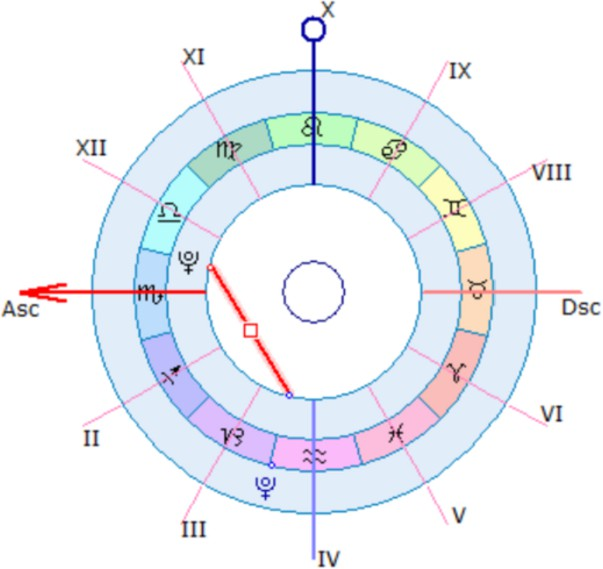 X
XI
IX
XII
VIII
♌
♍
♋
♎
♊
♇
Asc
♏
♉
Dsc
♐
♈
II
VI
♑
♓
♒
♇
III
V
IV